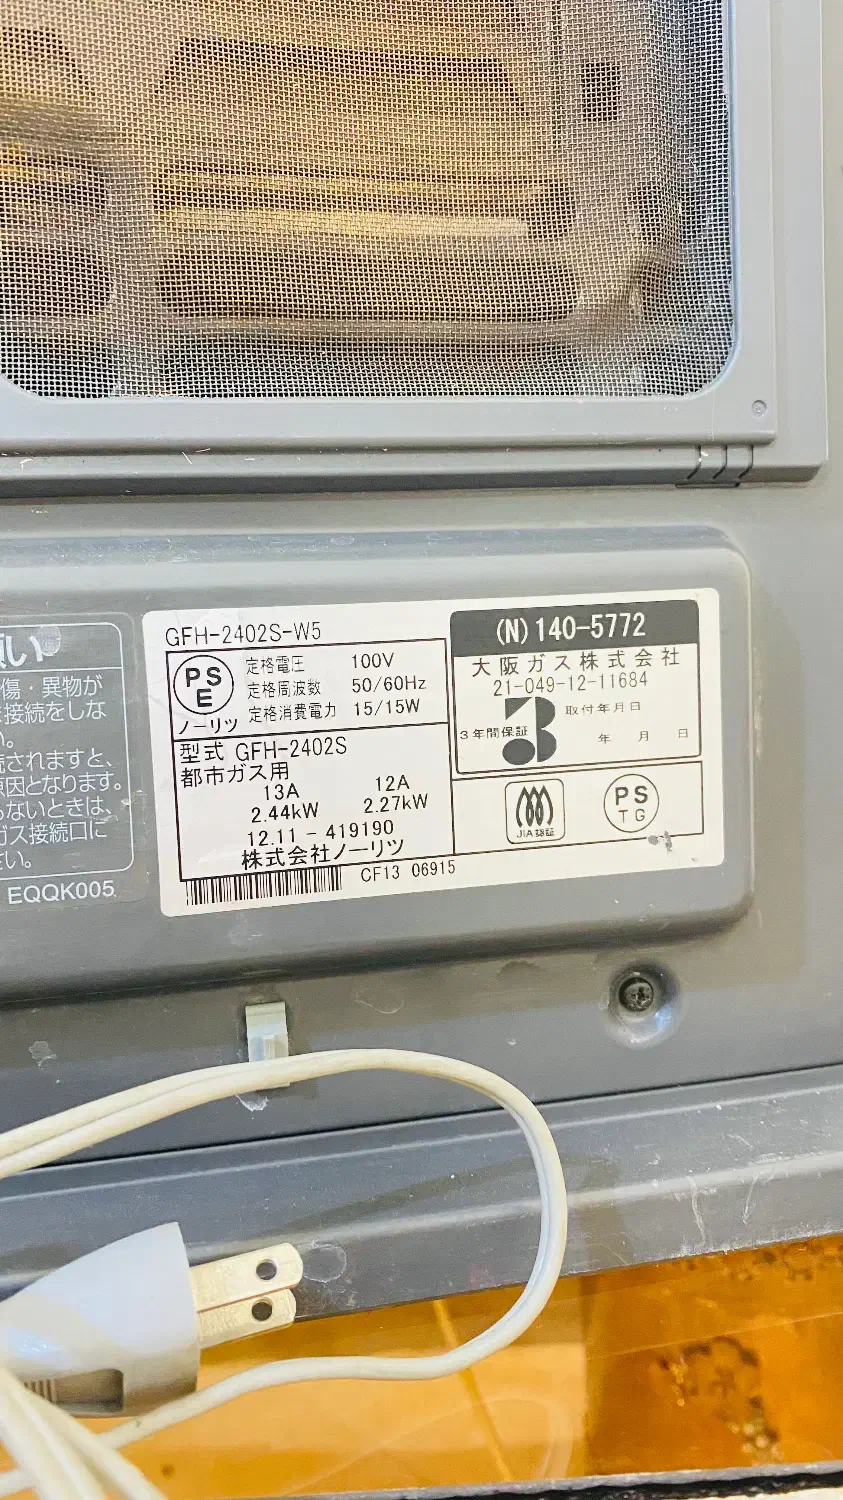 GFH-2402S-W5
PS
E
ノーリツ
定格電圧 100V
定格周波数 50/60Hz
定格消費電力 15/15W
型式 GFH-2402S
都市ガス用
13A 12A
2.44kW 2.27kW
12.11 - 419190
株式会社ノーリツ
CF13 06915
(N) 140-5772
大阪ガス株式会社
21-049-12-11684
3年間保証
取付年月日
年 月 日
JIA認証
PS
TG
願い
傷・異物が
接続をしな
い。
されますと、
原因となります。
らないときは、
ガス接続口に
さい。
EQQK005